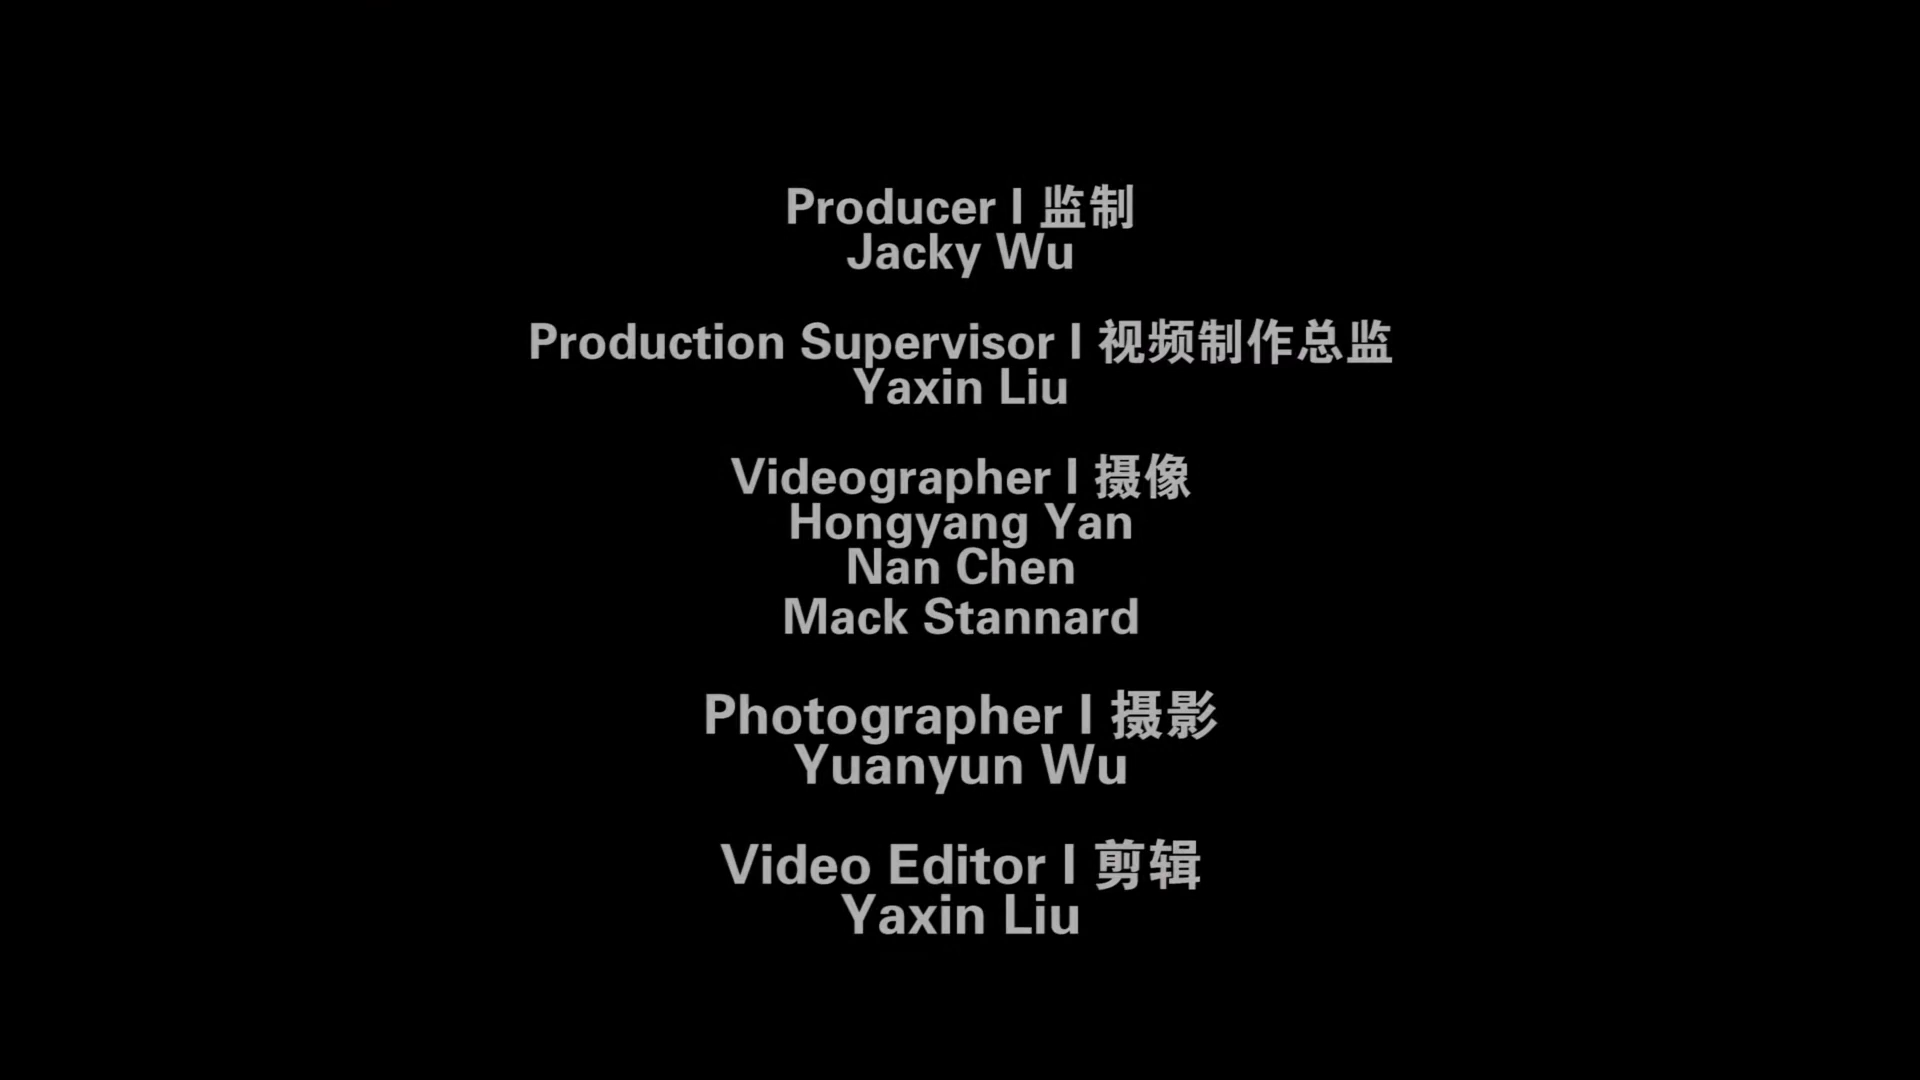 Producer | 监制
Jacky Wu
Production Supervisor | 视频制作总监
Yaxin Liu
Videographer | 摄像
Hongyang Yan
Nan Chen
Mack Stannard
Photographer | 摄影
Yuanyun Wu
Video Editor | 剪辑
Yaxin Liu